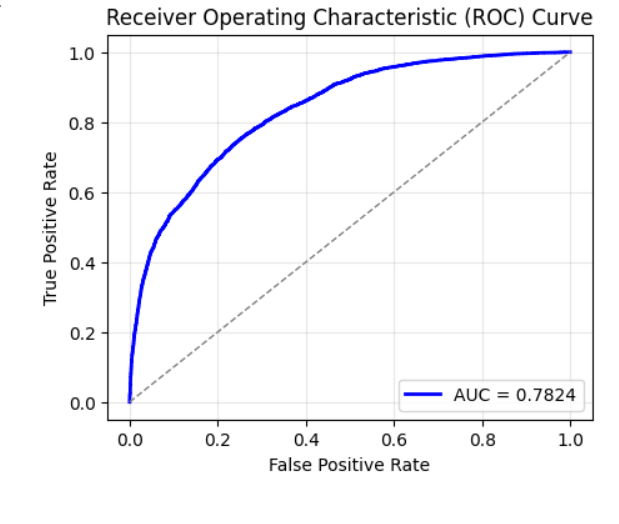 Receiver Operating Characteristic (ROC) Curve
True Positive Rate
1.0
0.8
0.6
0.4
0.2
0.0
AUC = 0.7824
0.0 0.2 0.4 0.6 0.8 1.0
False Positive Rate